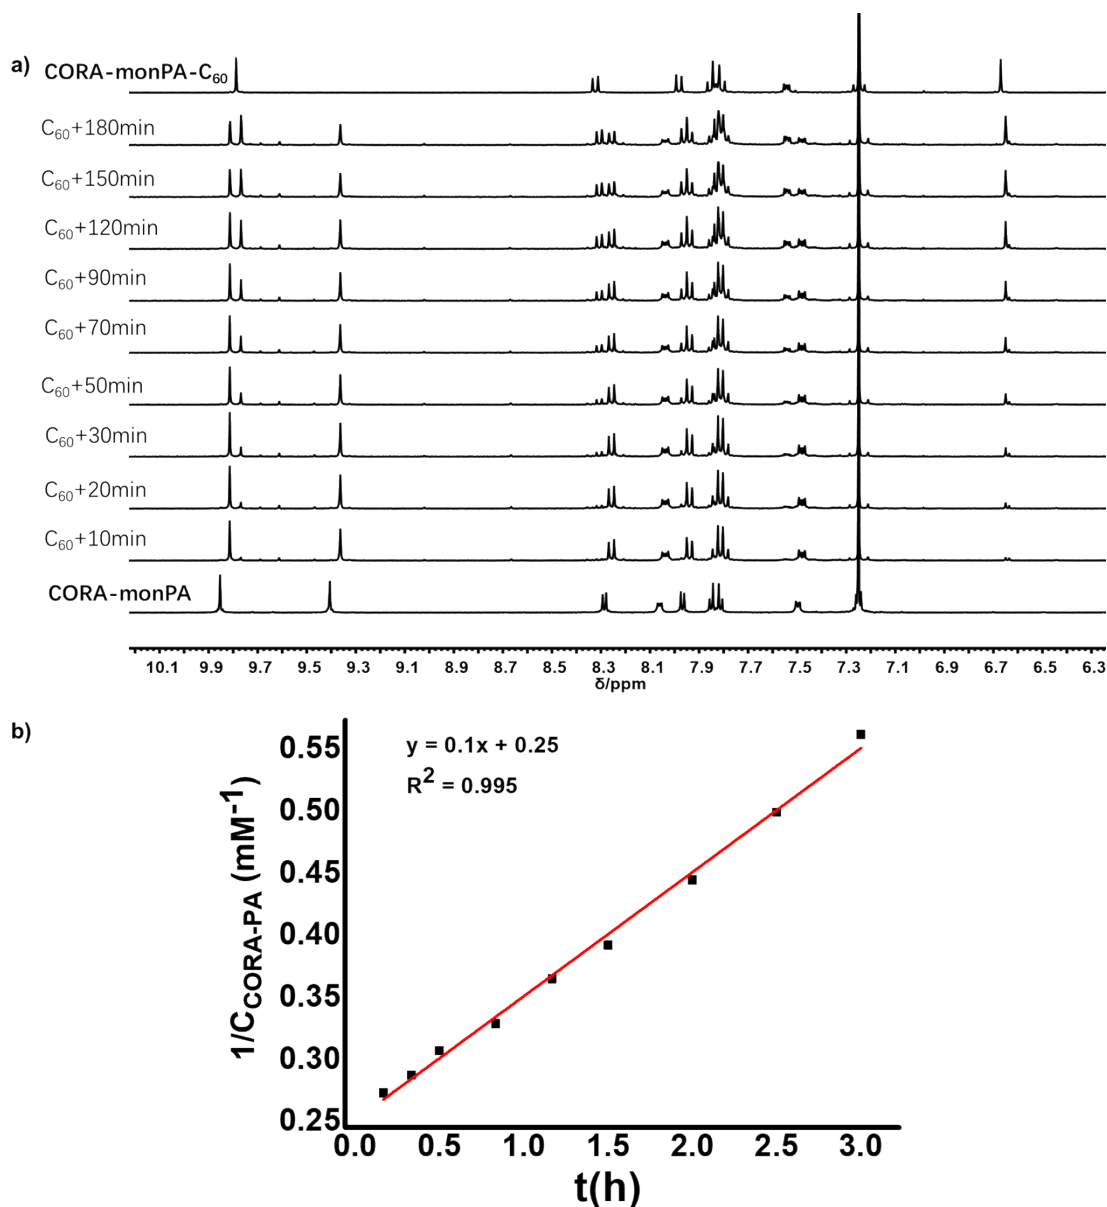 a)
CORA-monPA-C₆₀
C₆₀+180min
C₆₀+150min
C₆₀+120min
C₆₀+90min
C₆₀+70min
C₆₀+50min
C₆₀+30min
C₆₀+20min
C₆₀+10min
CORA-monPA
10.1 9.9 9.7 9.5 9.3 9.1 8.9 8.7 8.5 8.3 8.1 7.9 7.7 7.5 7.3 7.1 6.9 6.7 6.5 6.3
δ/ppm
b)
y = 0.1x + 0.25
R² = 0.995
1/C_CORA-PA (mM⁻¹)
0.55
0.50
0.45
0.40
0.35
0.30
0.25
0.0 0.5 1.0 1.5 2.0 2.5 3.0
t(h)